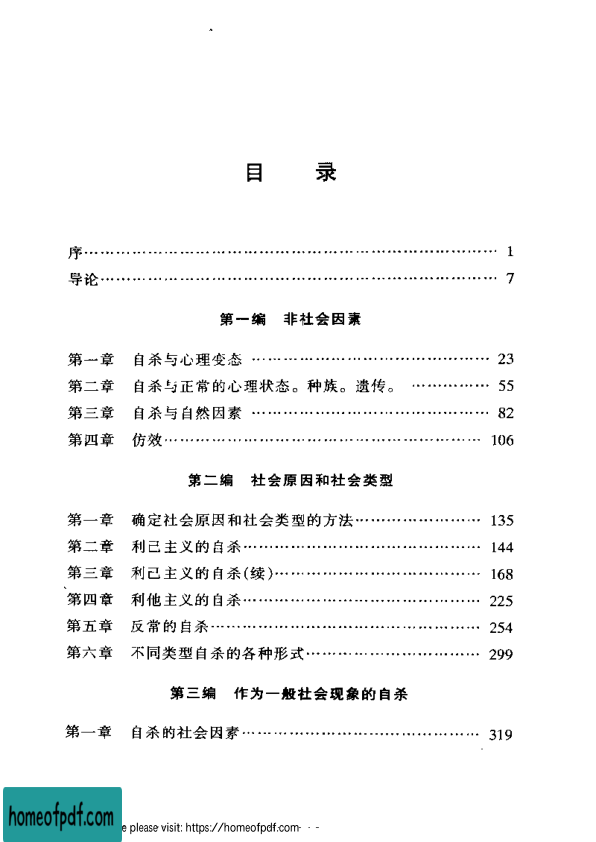 目 录
序…………………………………………………………… 1
导论………………………………………………………… 7
第一编 非社会因素
第一章 自杀与心理变态 ………………………………… 23
第二章 自杀与正常的心理状态。种族。遗传。 ………… 55
第三章 自杀与自然因素 ………………………………… 82
第四章 仿效……………………………………………… 106
第二编 社会原因和社会类型
第一章 确定社会原因和社会类型的方法……………… 135
第二章 利己主义的自杀………………………………… 144
第三章 利己主义的自杀(续)…………………………… 168
第四章 利他主义的自杀………………………………… 225
第五章 反常的自杀……………………………………… 254
第六章 不同类型自杀的各种形式……………………… 299
第三编 作为一般社会现象的自杀
第一章 自杀的社会因素………………………………… 319
homeofpdf.com
e please visit: https://homeofpdf.com